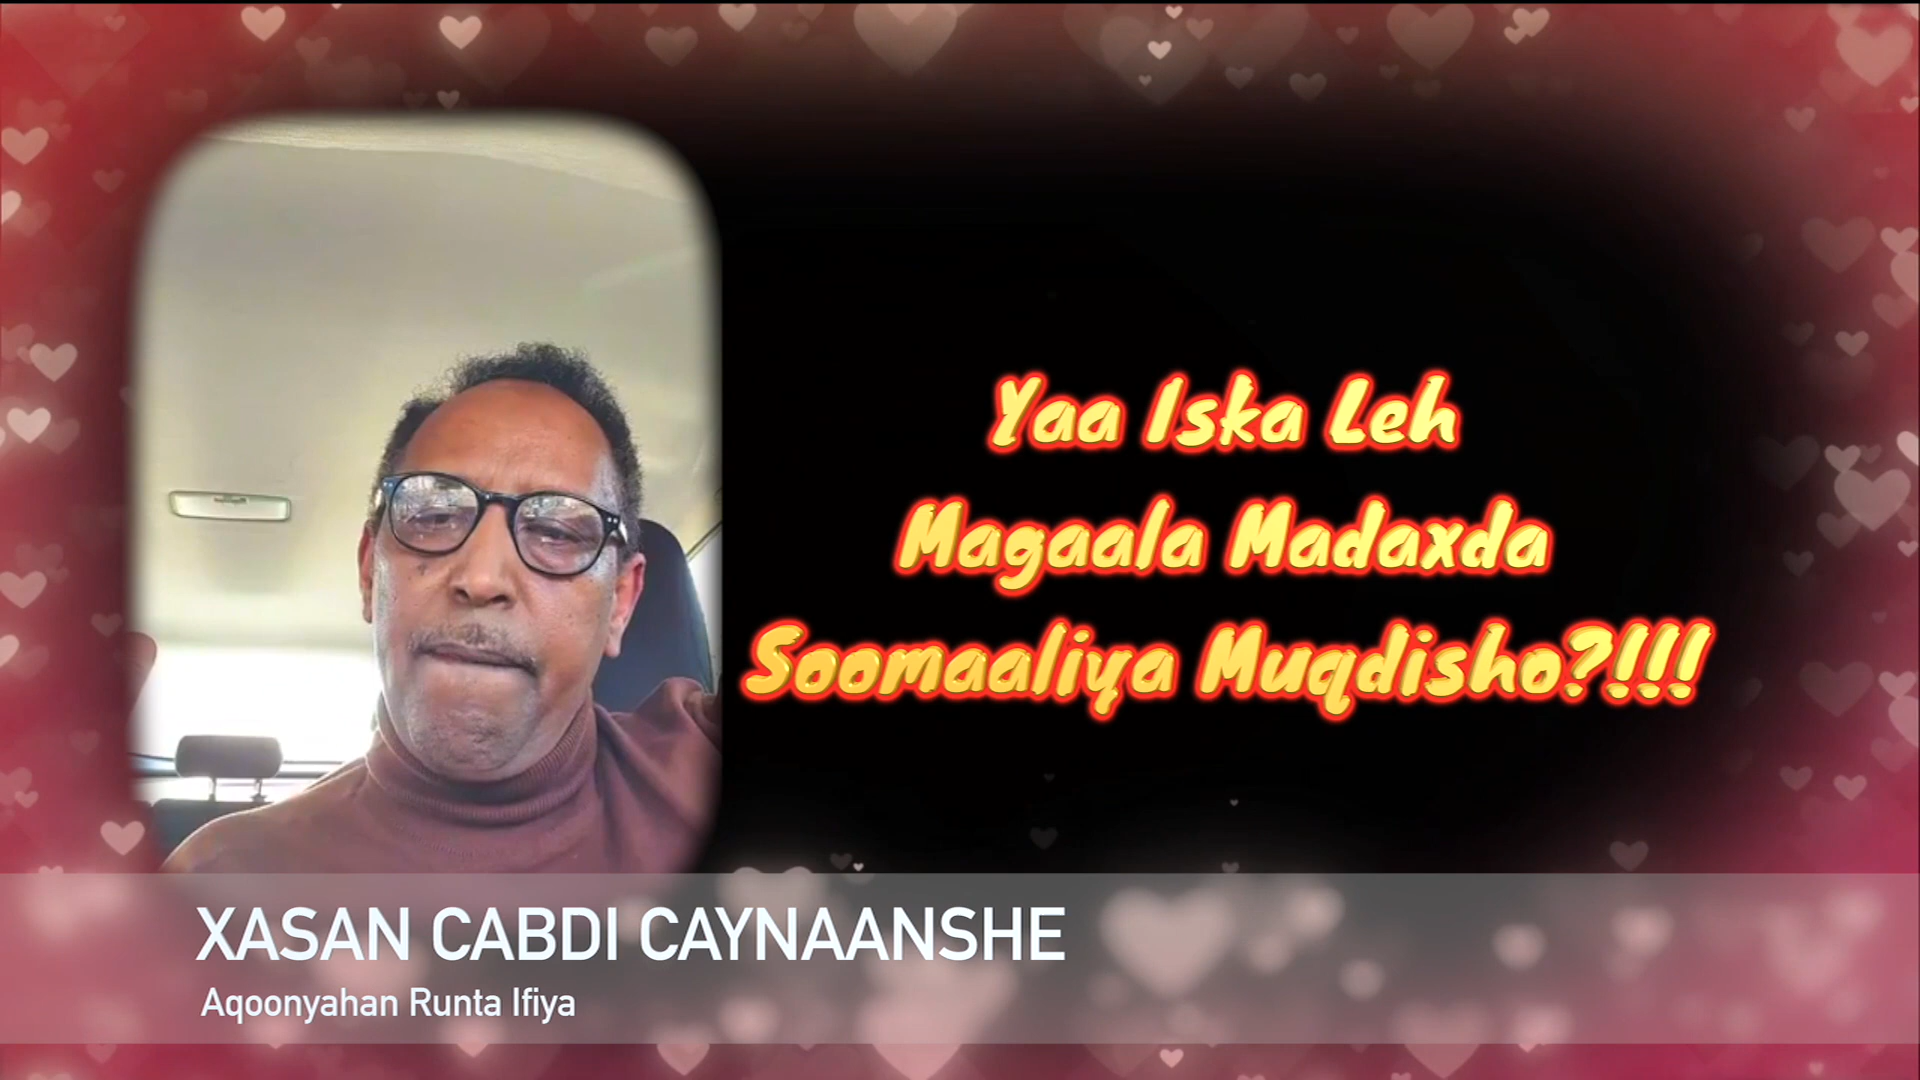 Yaa Iska Leh
Magaala Madaxda
Soomaaliya Muqdisho?!!!
XASAN CABDI CAYNAANSHE
Aqoonyahan Runta Ifiya